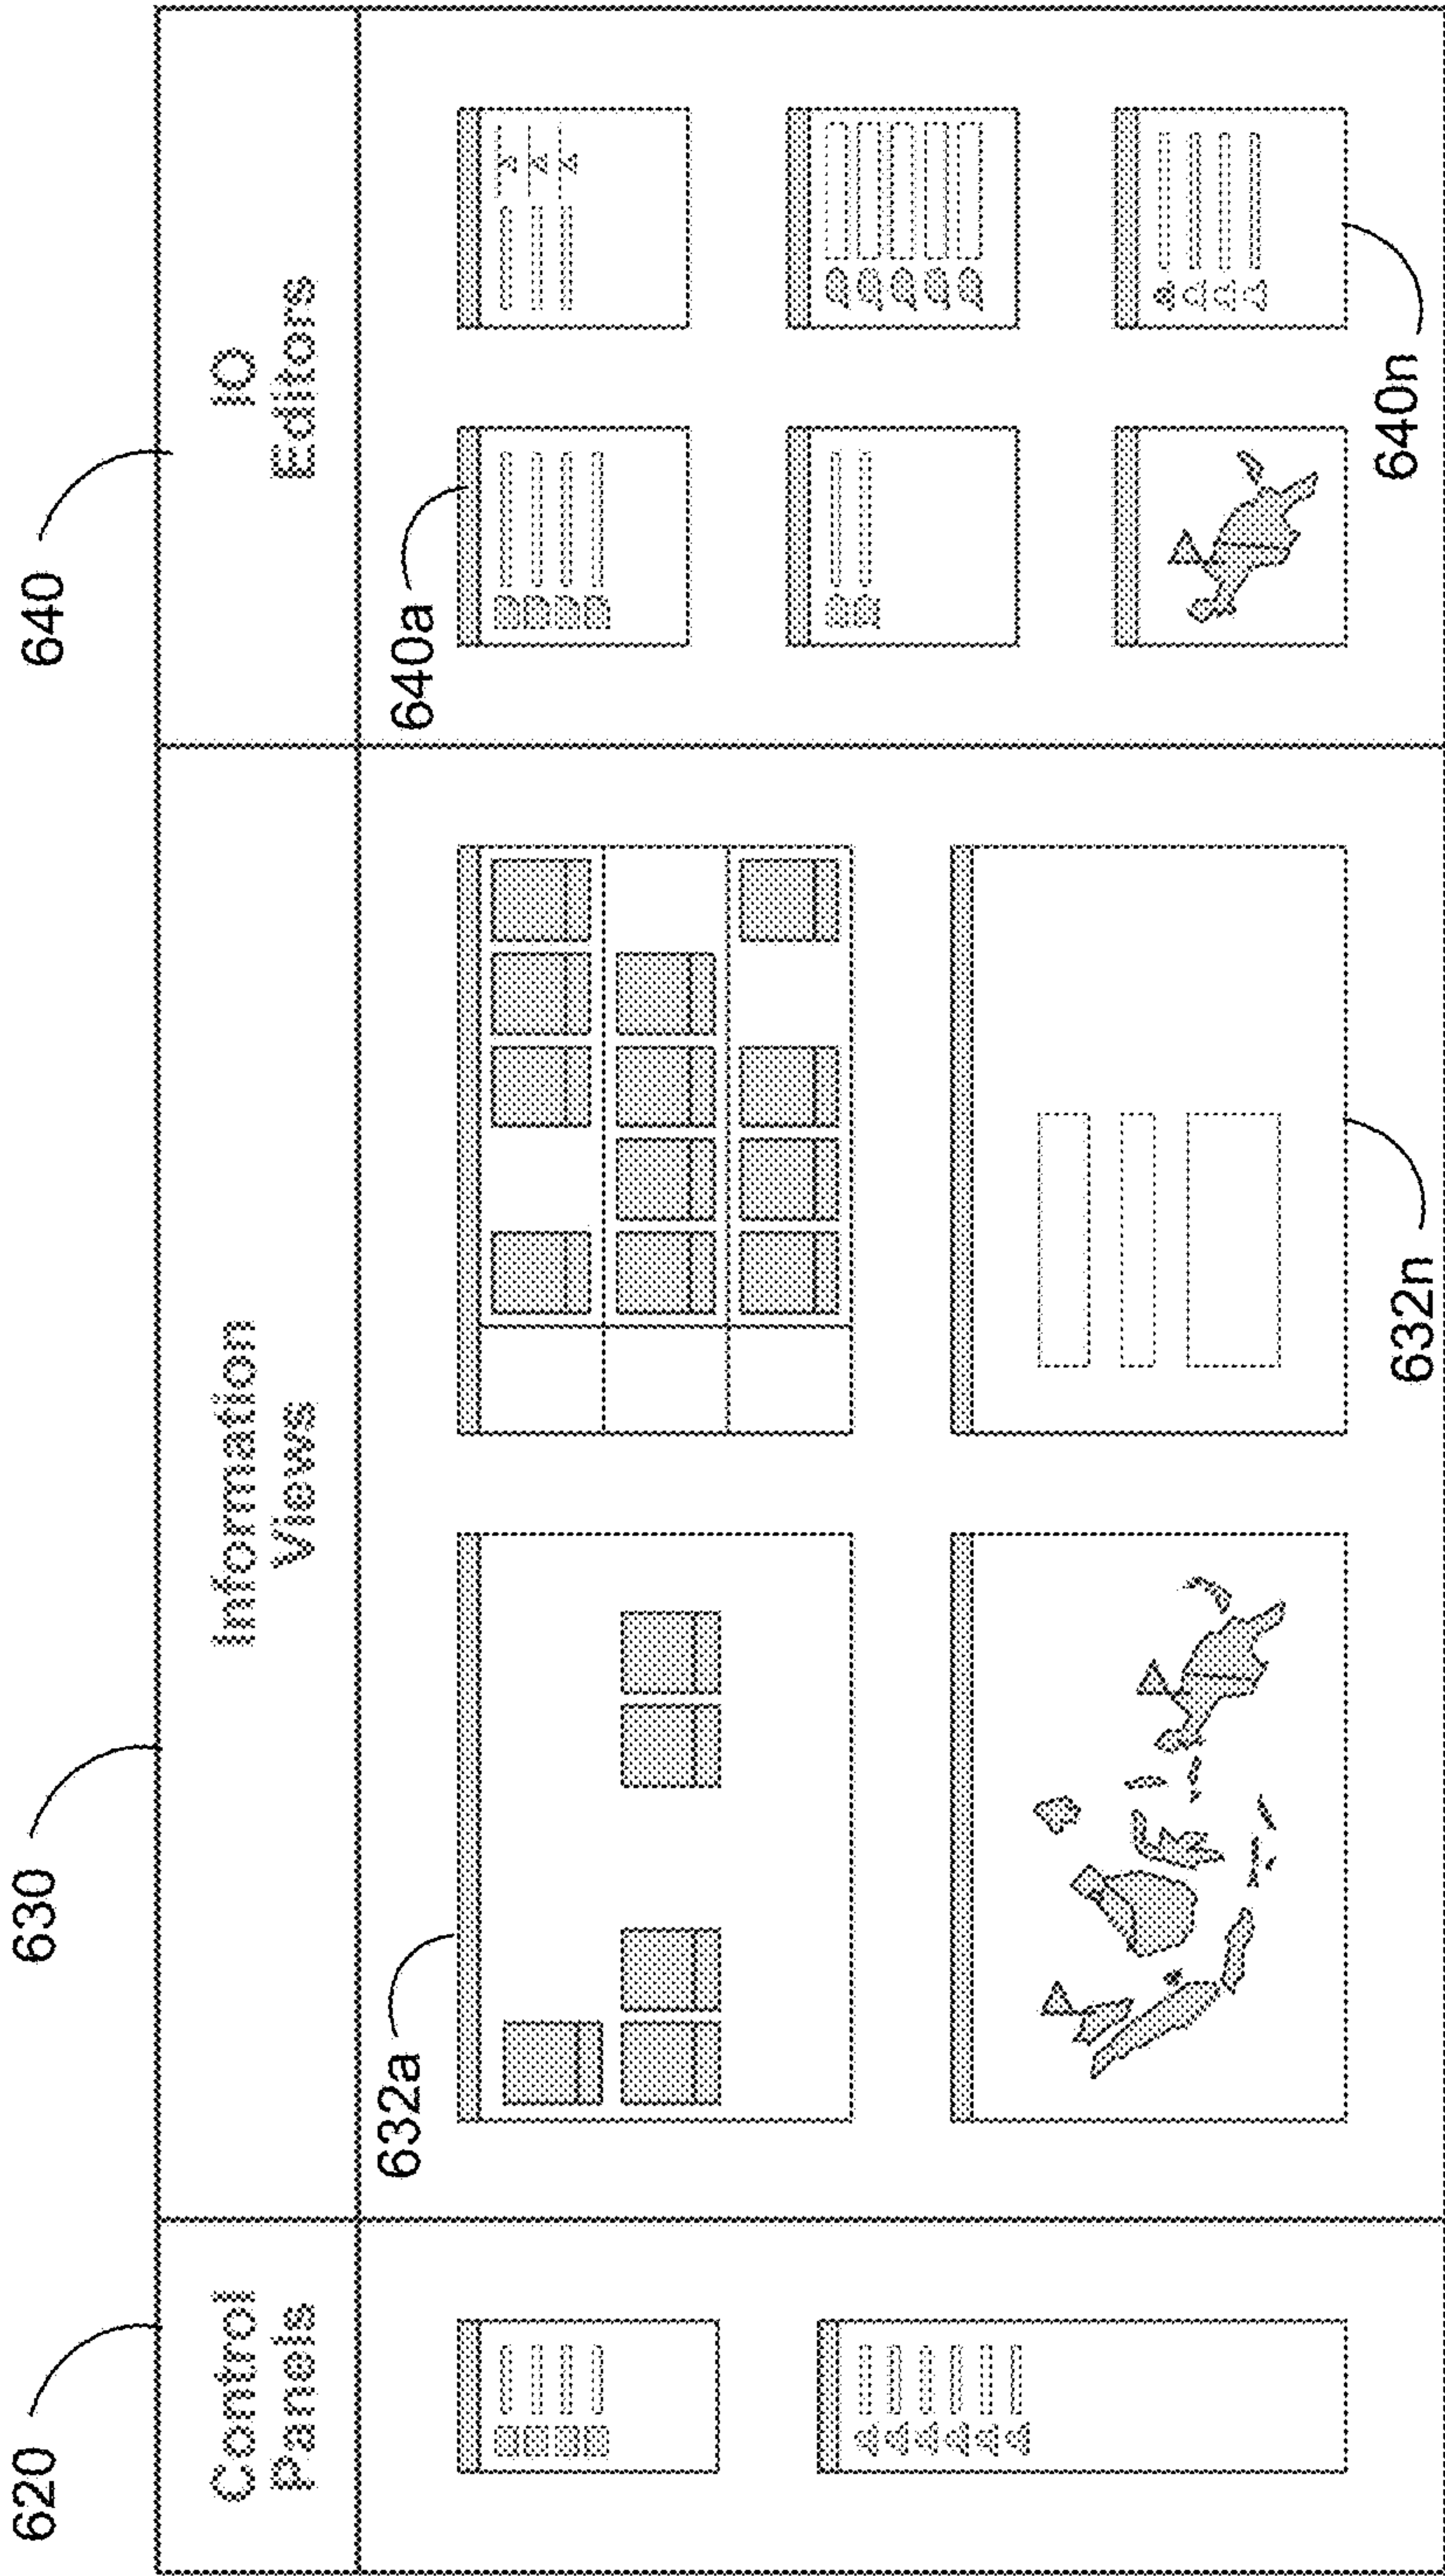 620
630
640
Control
Panels
Information
Views
IO
Editors
632a
640a
632n
640n